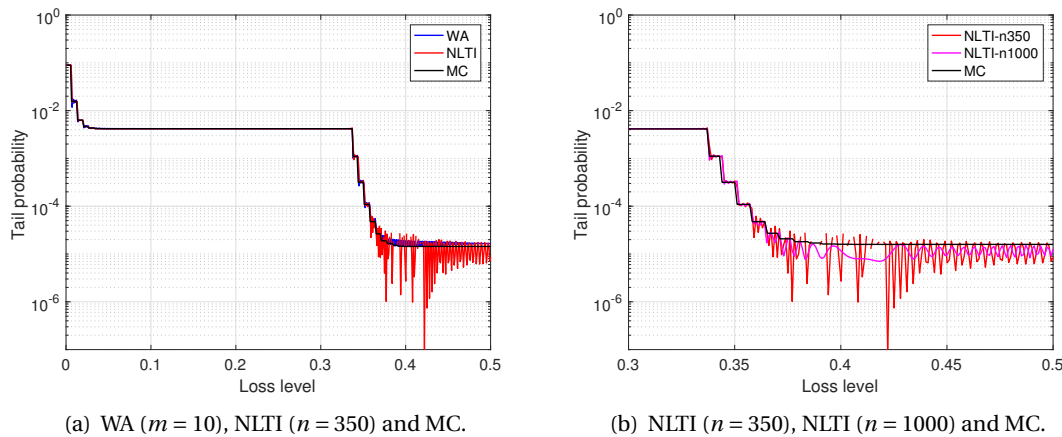 10^0
10^-2
10^-4
10^-6
Tail probability
0
0.1
0.2
0.3
0.4
0.5
Loss level
WA
NLTI
MC
(a) WA (m = 10), NLTI (n = 350) and MC.
10^0
10^-2
10^-4
10^-6
Tail probability
0.3
0.35
0.4
0.45
0.5
Loss level
NLTI-n350
NLTI-n1000
MC
(b) NLTI (n = 350), NLTI (n = 1000) and MC.